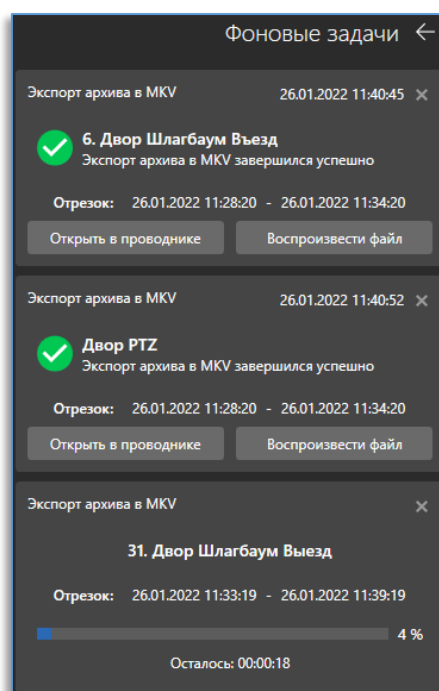 Фоновые задачи
Экспорт архива в MKV 26.01.2022 11:40:45
6. Двор Шлагбаум Въезд
Экспорт архива в MKV завершился успешно
Отрезок: 26.01.2022 11:28:20 - 26.01.2022 11:34:20
Открыть в проводнике Воспроизвести файл
Экспорт архива в MKV 26.01.2022 11:40:52
Двор PTZ
Экспорт архива в MKV завершился успешно
Отрезок: 26.01.2022 11:28:20 - 26.01.2022 11:34:20
Открыть в проводнике Воспроизвести файл
Экспорт архива в MKV
31. Двор Шлагбаум Выезд
Отрезок: 26.01.2022 11:33:19 - 26.01.2022 11:39:19
4 %
Осталось: 00:00:18